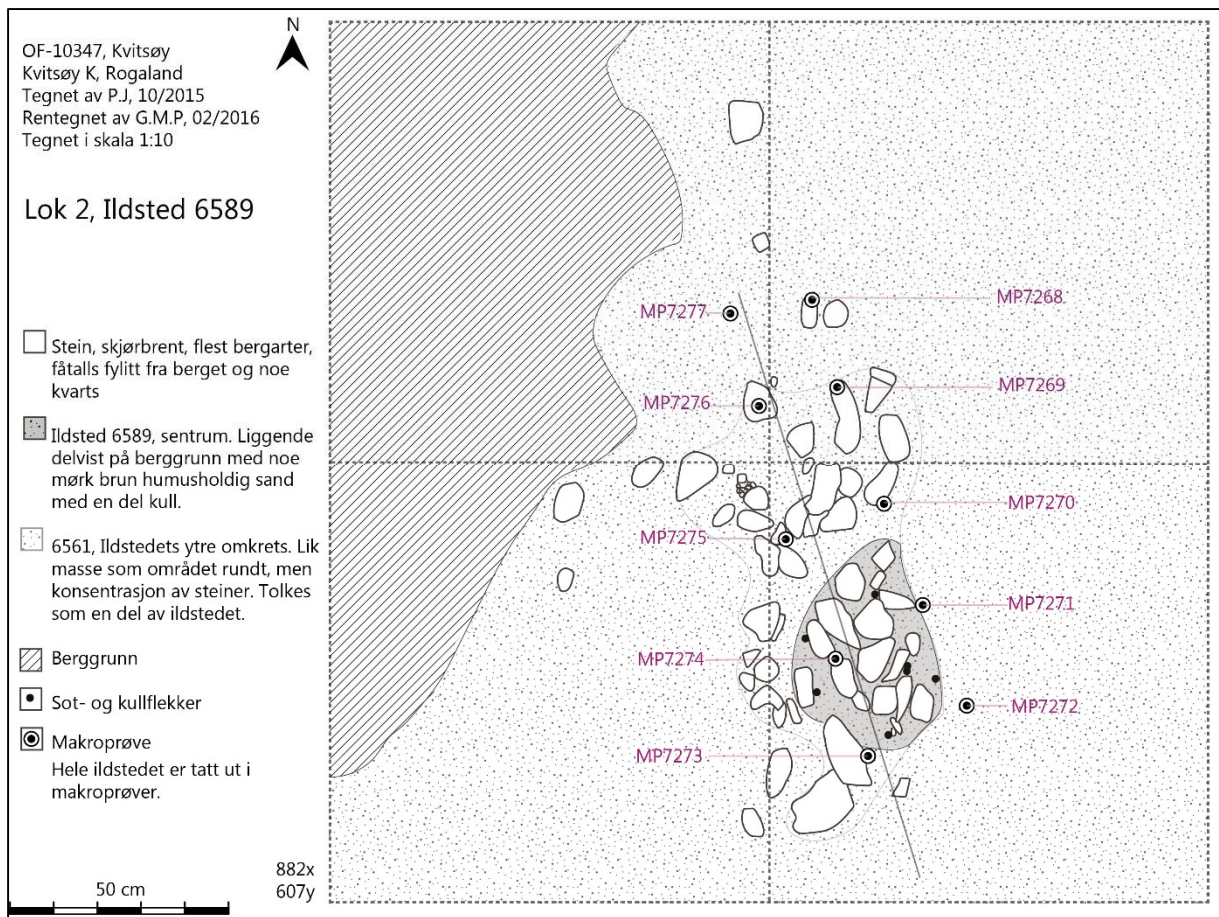 OF-10347, Kvitsøy
Kvitsøy K, Rogaland
Tegnet av P.J, 10/2015
Rentegnet av G.M.P, 02/2016
Tegnet i skala 1:10
N
Lok 2, Ildsted 6589
Stein, skjørbrent, flest bergarter,
fåtalls fylitt fra berget og noe
kvarts
Ildsted 6589, sentrum. Liggende
delvist på berggrunn med noe
mørk brun humusholdig sand
med en del kull.
6561, Ildstedets ytre omkrets. Lik
masse som området rundt, men
konsentrasjon av steiner. Tolkes
som en del av ildstedet.
Berggrunn
Sot- og kullflekker
Makroprøve
Hele ildstedet er tatt ut i
makroprøver.
50 cm
882x
607y
MP7277
MP7268
MP7276
MP7269
MP7270
MP7275
MP7271
MP7274
MP7272
MP7273